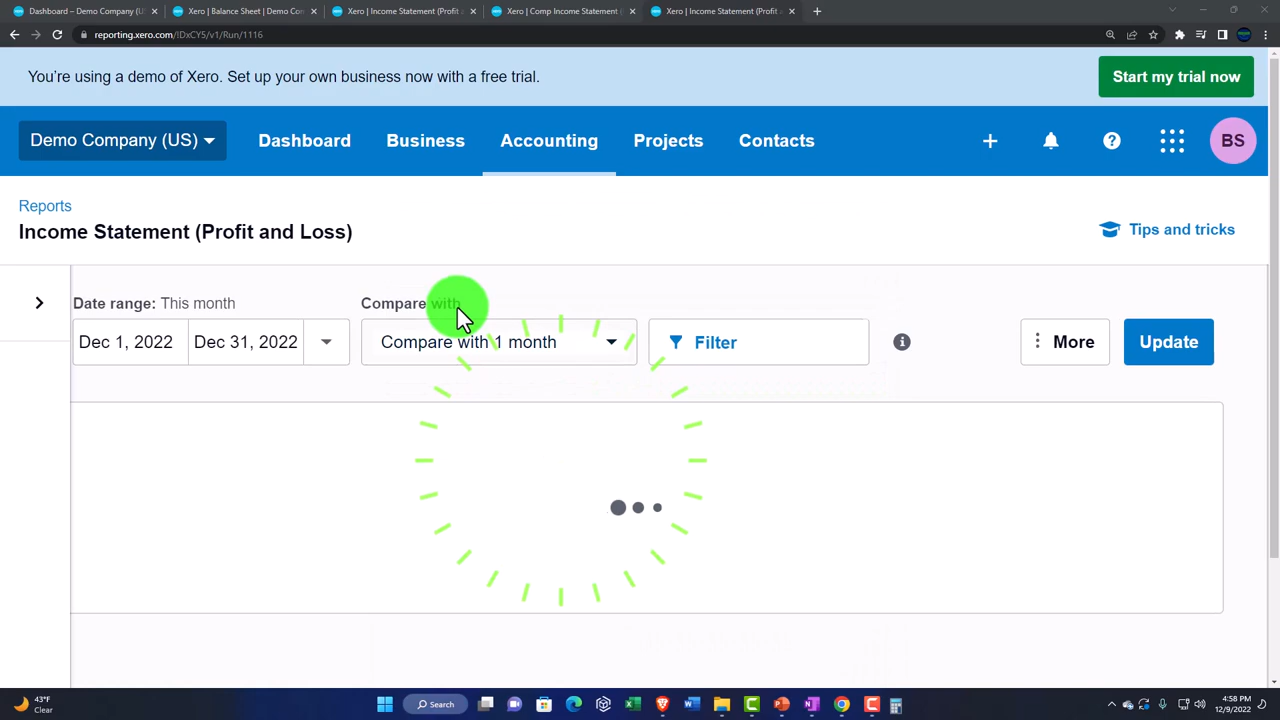 Dashboard – Demo Company (U
Xero | Balance Sheet | Demo Con
Xero | Income Statement (Profit a
Xero | Comp Income Statement
Xero | Income Statement (Profit a
reporting.xero.com/!DxCY5/v1/Run/1116
You're using a demo of Xero. Set up your own business now with a free trial.
Start my trial now
Demo Company (US) Dashboard Business Accounting Projects Contacts BS
Reports
Income Statement (Profit and Loss)
Tips and tricks
Date range: This month Compare with
Dec 1, 2022 Dec 31, 2022 Compare with 1 month Filter More Update
43°F
Clear
Search
4:58 PM
12/9/2022